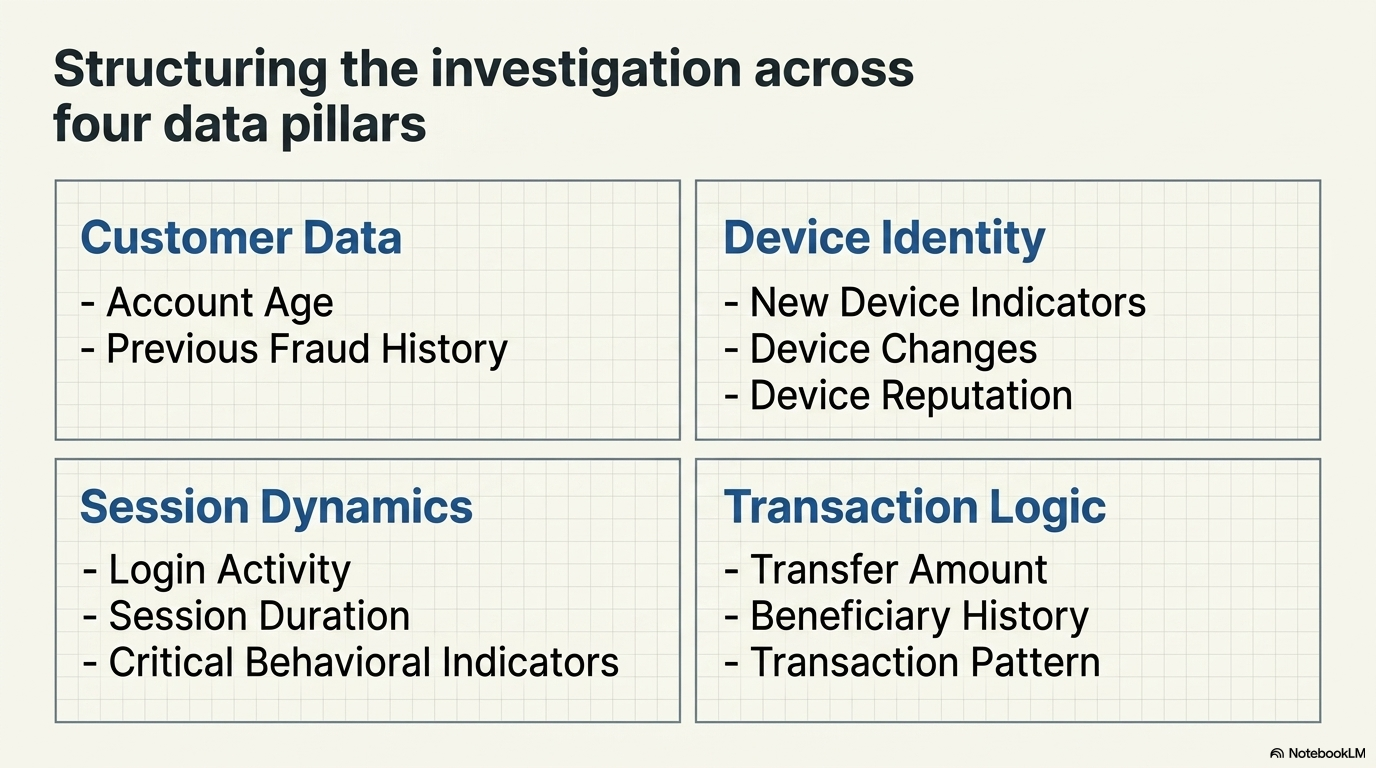 Structuring the investigation across
four data pillars
Customer Data
- Account Age
- Previous Fraud History
Device Identity
- New Device Indicators
- Device Changes
- Device Reputation
Session Dynamics
- Login Activity
- Session Duration
- Critical Behavioral Indicators
Transaction Logic
- Transfer Amount
- Beneficiary History
- Transaction Pattern
NotebookLM